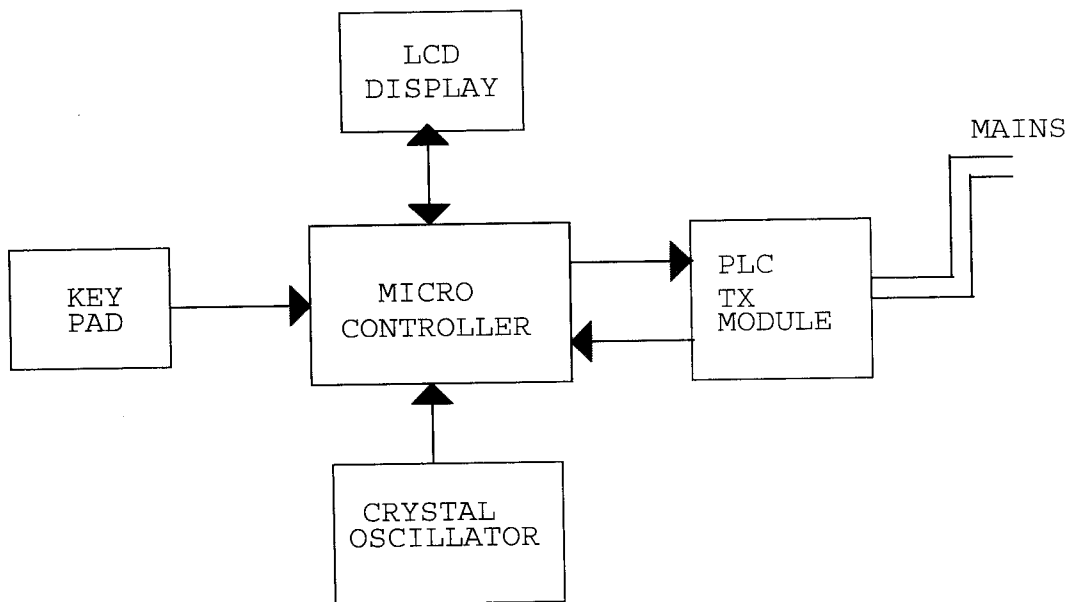 LCD
DISPLAY
MAINS
KEY
PAD
MICRO
CONTROLLER
PLC
TX
MODULE
CRYSTAL
OSCILLATOR